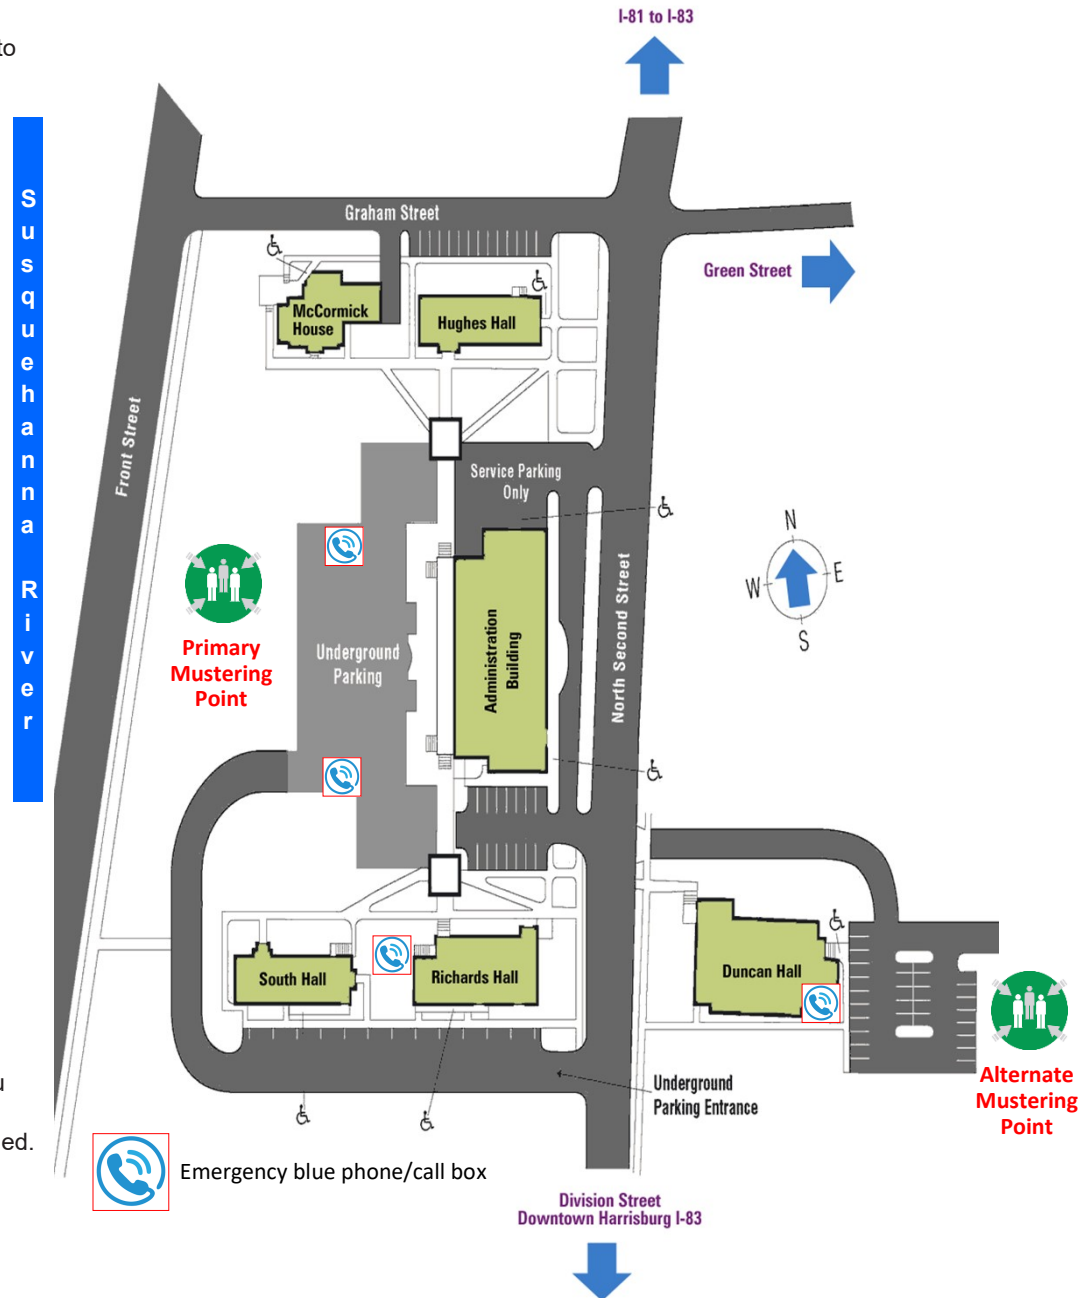 I-81 to I-83
to
Susquehanna River
Graham Street
Green Street
McCormick
House
Hughes Hall
Front Street
Service Parking
Only
N
W
E
S
Primary
Mustering
Point
Underground
Parking
Administration
Building
North Second Street
South Hall
Richards Hall
Duncan Hall
Alternate
Mustering
Point
Underground
Parking Entrance
ed.
Emergency blue phone/call box
Division Street
Downtown Harrisburg I-83